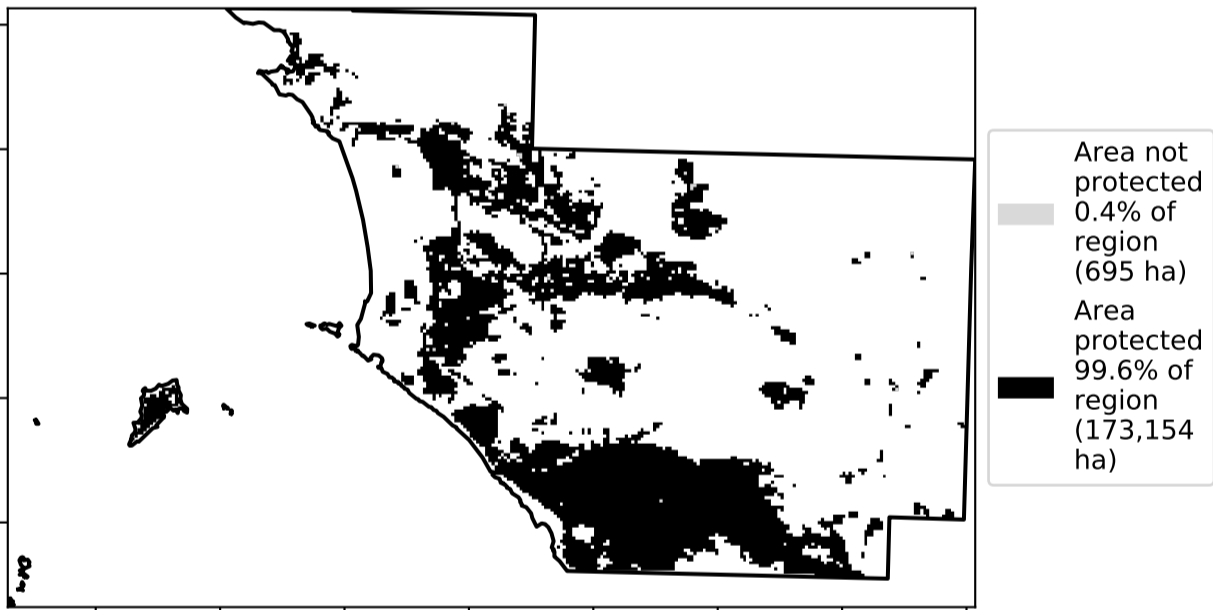 Area not
protected
0.4% of
region
(695 ha)
Area
protected
99.6% of
region
(173,154
ha)